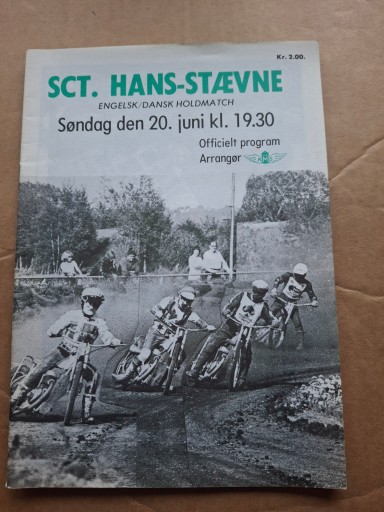 Kr. 2.00.
SCT. HANS-STÆVNE
ENGELSK/DANSK HOLDMATCH
Søndag den 20. juni kl. 19.30
Officielt program
Arrangør